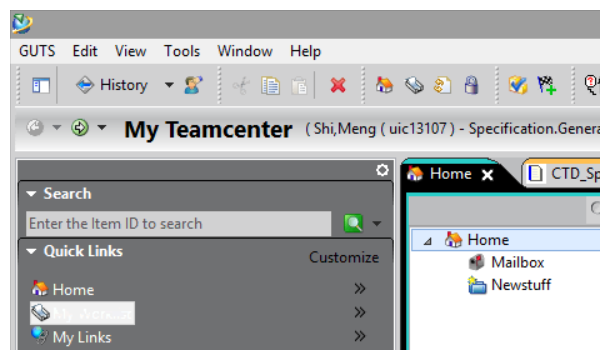 GUTS Edit View Tools Window Help
History
My Teamcenter ( Shi,Meng ( uic13107 ) - Specification.Genera
Home CTD_Sp
Search
Enter the Item ID to search
Quick Links
Customize
Home
My
My Links
Home
Mailbox
Newstuff